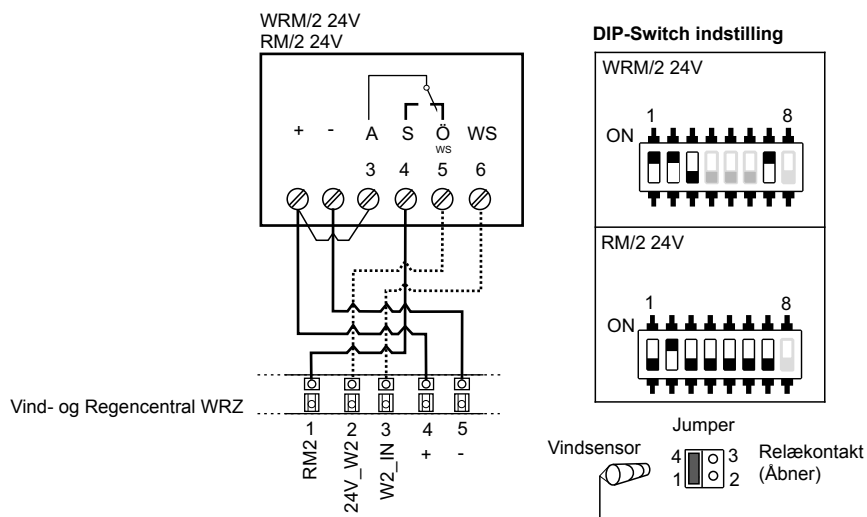 WRM/2 24V
RM/2 24V
+ - A S Ö WS
WS
3 4 5 6
Vind- og Regencentral WRZ
1 2 3 4 5
RM2 24V_W2 W2_IN + -
DIP-Switch indstilling
WRM/2 24V
1 8
ON
RM/2 24V
1 8
ON
Jumper
Vindsensor
4 3
1 2
Relækontakt
(Åbner)